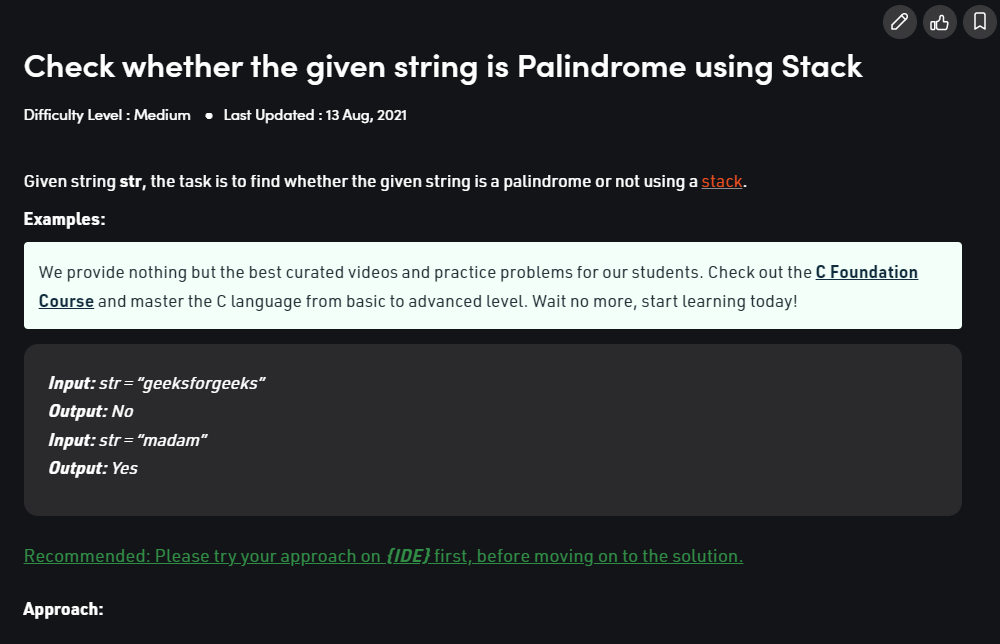 Check whether the given string is Palindrome using Stack
Difficulty Level : Medium ● Last Updated : 13 Aug, 2021
Given string str, the task is to find whether the given string is a palindrome or not using a stack.
Examples:
We provide nothing but the best curated videos and practice problems for our students. Check out the C Foundation
Course and master the C language from basic to advanced level. Wait no more, start learning today!
Input: str = “geeksforgeeks”
Output: No
Input: str = “madam”
Output: Yes
Recommended: Please try your approach on {IDE} first, before moving on to the solution.
Approach: